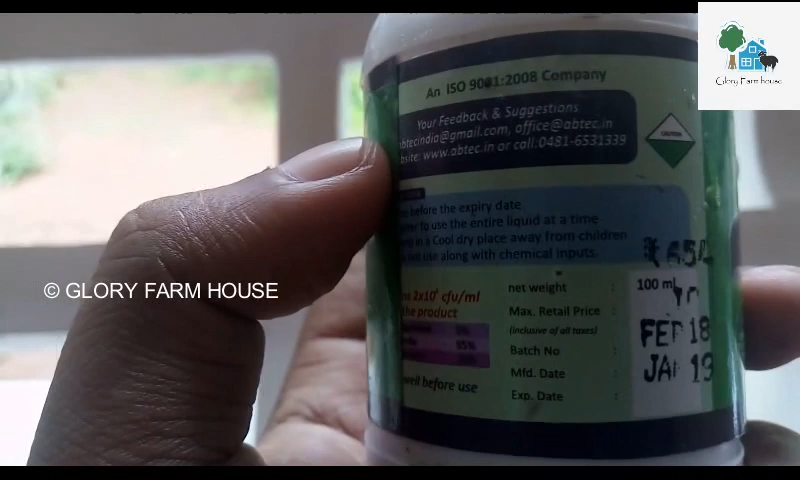 Glory Farm house
An ISO 9001:2008 Company
Your Feedback & Suggestions
abtecindia@gmail.com, office@abtec.in
www.abtec.in or call:0481-6531339
before the expiry date
to use the entire liquid at a time
in a Cool dry place away from children
use along with chemical inputs.
₹ 65/-
2x10⁸ cfu/ml
the product
95%
well before use
net weight : 100 ml
Max. Retail Price :
(inclusive of all taxes)
Batch No :
Mfd. Date :
Exp. Date :
FEB 18
JAN 19
© GLORY FARM HOUSE